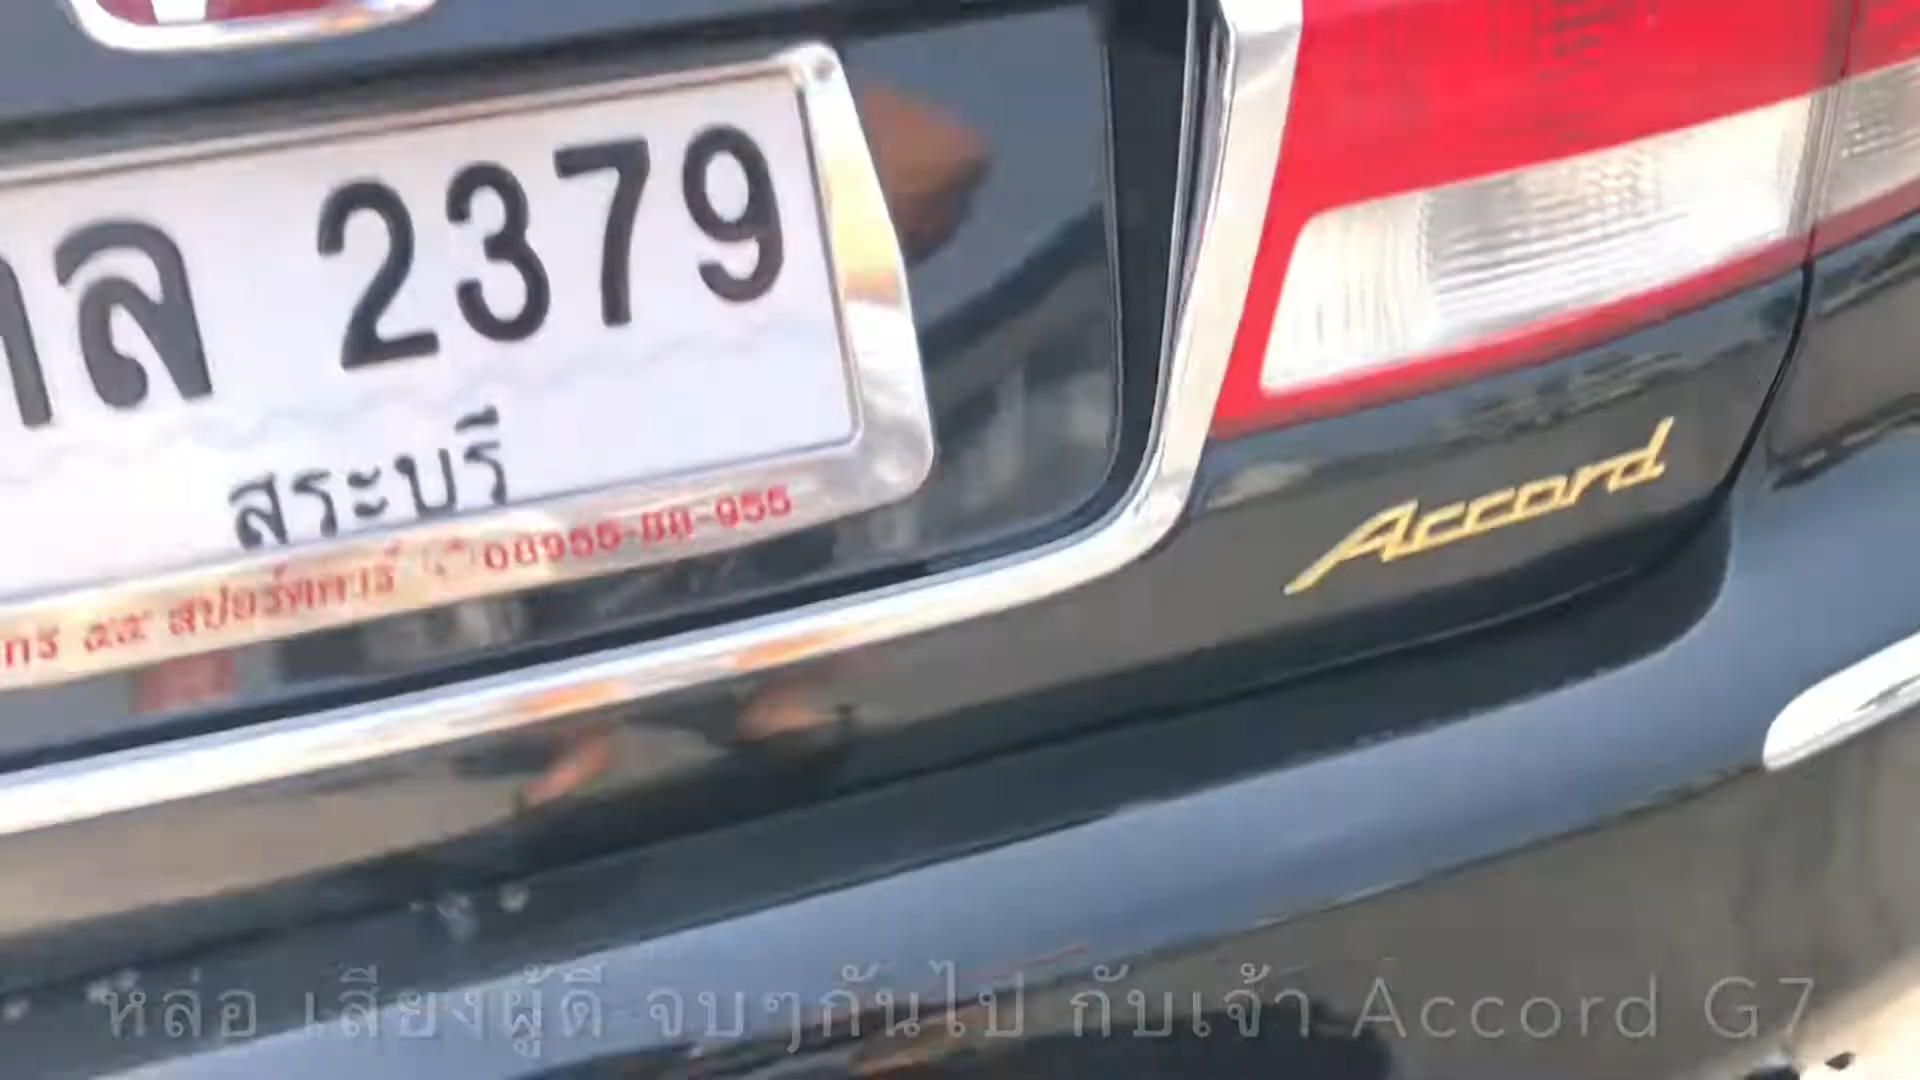 ล 2379
สระบุรี
๕๕ สปอร์ตคาร์ 08955-88-955
Accord
หล่อ เสียงผู้ดี จบๆกันไป กับเจ้า Accord G7